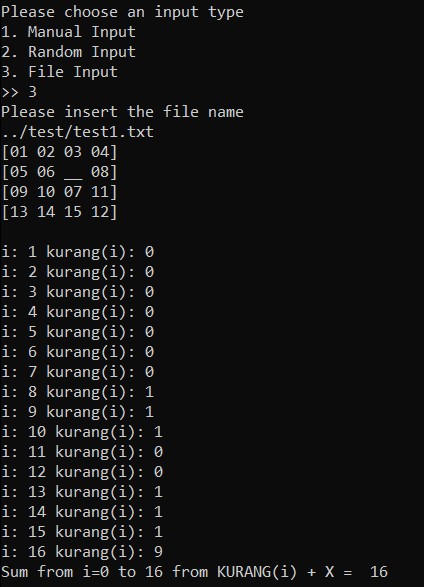 Please choose an input type
1. Manual Input
2. Random Input
3. File Input
>> 3
Please insert the file name
../test/test1.txt
[01 02 03 04]
[05 06 __ 08]
[09 10 07 11]
[13 14 15 12]
i: 1 kurang(i): 0
i: 2 kurang(i): 0
i: 3 kurang(i): 0
i: 4 kurang(i): 0
i: 5 kurang(i): 0
i: 6 kurang(i): 0
i: 7 kurang(i): 0
i: 8 kurang(i): 1
i: 9 kurang(i): 1
i: 10 kurang(i): 1
i: 11 kurang(i): 0
i: 12 kurang(i): 0
i: 13 kurang(i): 1
i: 14 kurang(i): 1
i: 15 kurang(i): 1
i: 16 kurang(i): 9
Sum from i=0 to 16 from KURANG(i) + X =  16